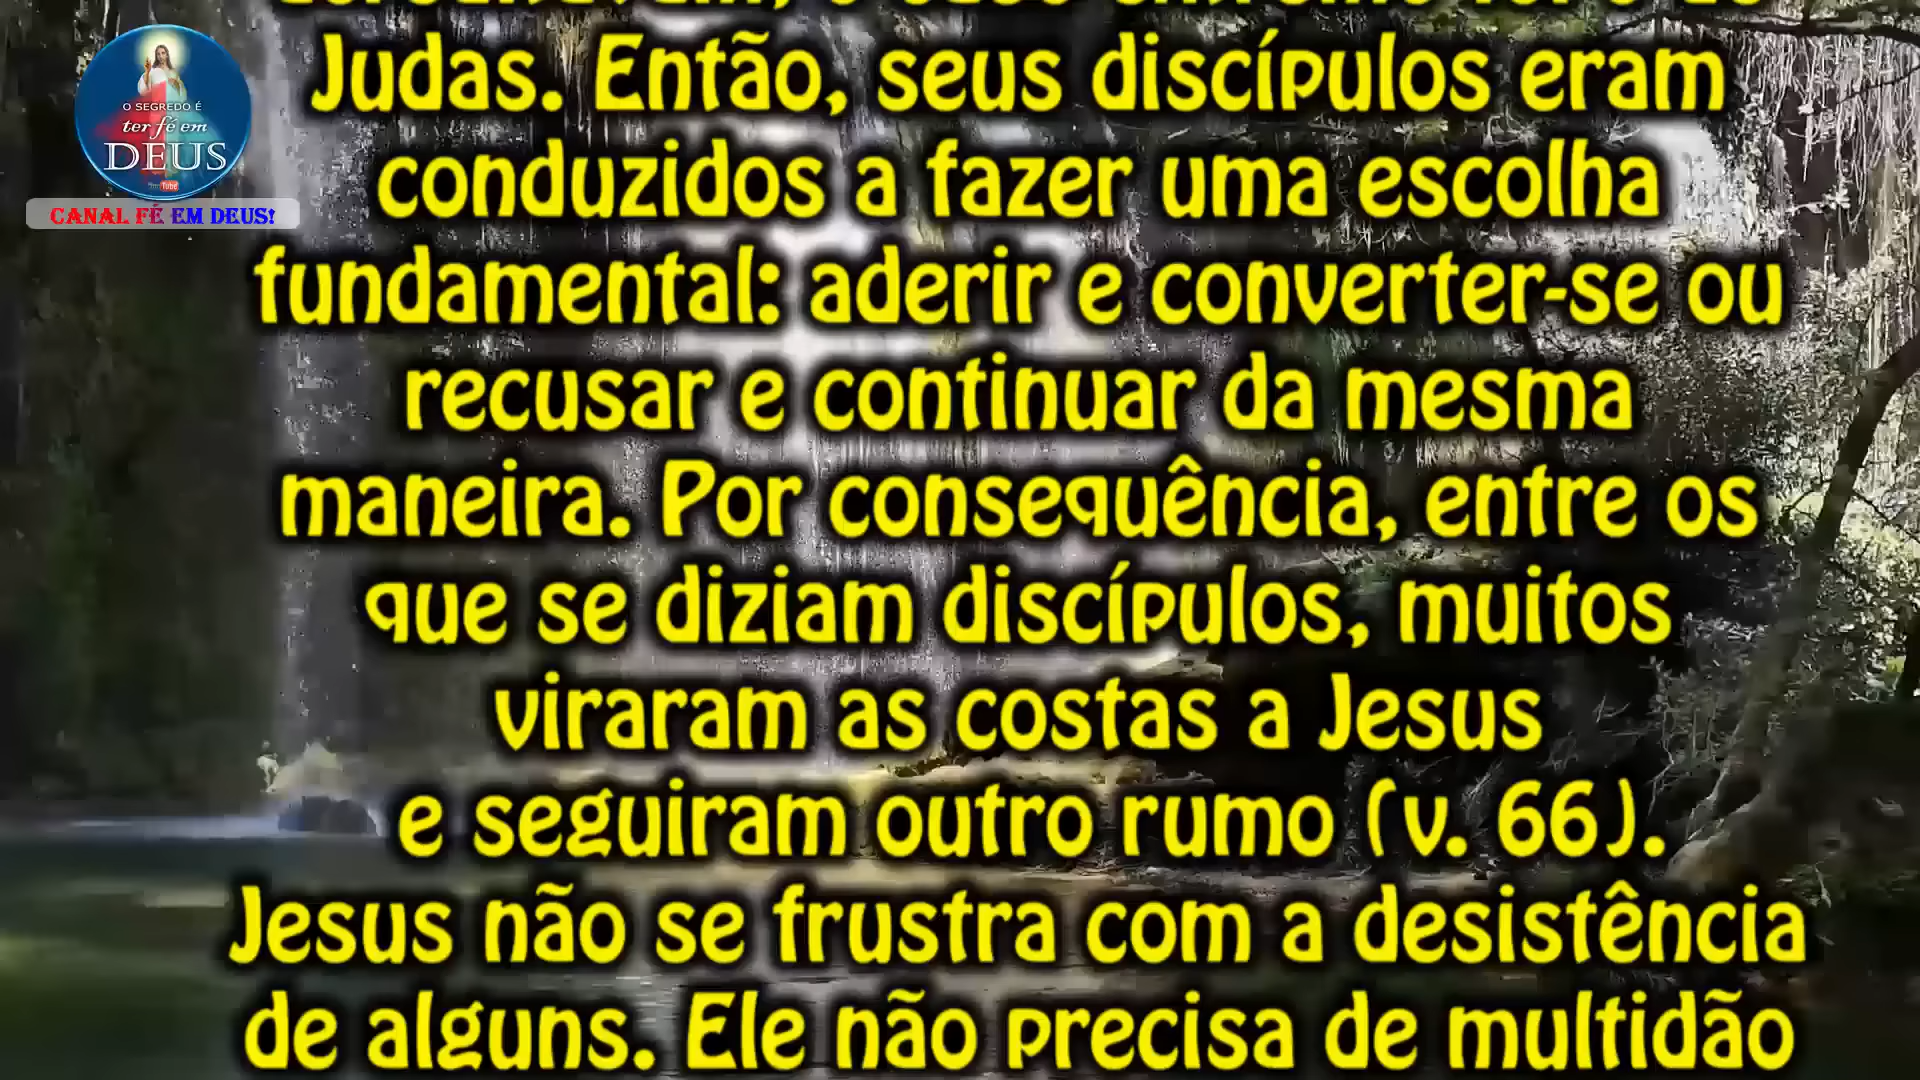 O SEGREDO É
ter fé em
DEUS
YouTube
CANAL FÉ EM DEUS!
Judas. Então, seus discípulos eram
conduzidos a fazer uma escolha
fundamental: aderir e converter-se ou
recusar e continuar da mesma
maneira. Por consequência, entre os
que se diziam discípulos, muitos
viraram as costas a Jesus
e seguiram outro rumo (v. 66).
Jesus não se frustra com a desistência
de alguns. Ele não precisa de multidão